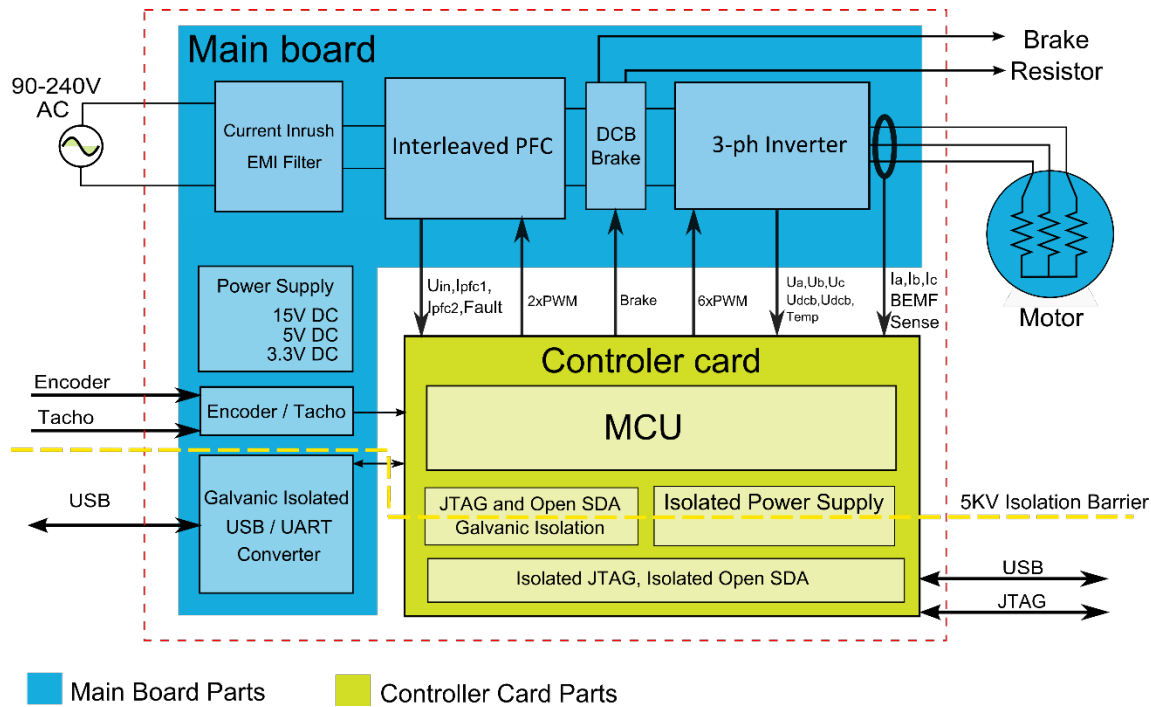 Main board
90-240V
AC
Current Inrush
EMI Filter
Interleaved PFC
DCB
Brake
3-ph Inverter
Brake
Resistor
Motor
Power Supply
15V DC
5V DC
3.3V DC
Uin,Ipfc1,
Ipfc2,Fault
2xPWM
Brake
6xPWM
Ua,Ub,Uc
Udcb,Udcb,
Temp
Ia,Ib,Ic
BEMF
Sense
Encoder
Tacho
Encoder / Tacho
Controler card
MCU
USB
Galvanic Isolated
USB / UART
Converter
JTAG and Open SDA
Galvanic Isolation
Isolated Power Supply
5KV Isolation Barrier
Isolated JTAG, Isolated Open SDA
USB
JTAG
Main Board Parts
Controller Card Parts